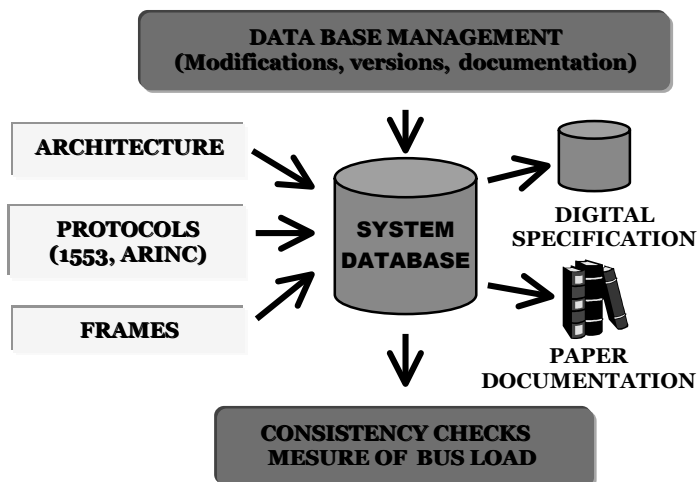 DATA BASE MANAGEMENT
(Modifications, versions, documentation)
ARCHITECTURE
PROTOCOLS
(1553, ARINC)
FRAMES
SYSTEM
DATABASE
DIGITAL
SPECIFICATION
PAPER
DOCUMENTATION
CONSISTENCY CHECKS
MESURE OF BUS LOAD